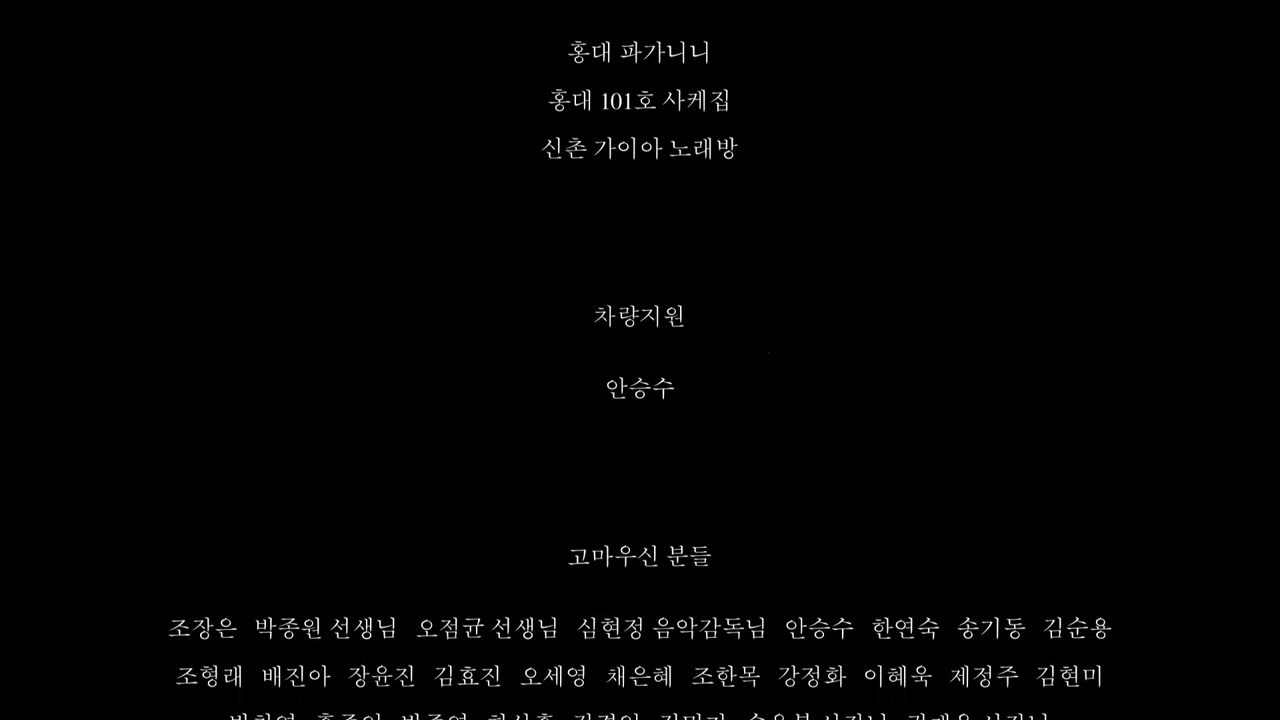 홍대 파가니니
홍대 101호 사케집
신촌 가이아 노래방
차량지원
안승수
고마우신 분들
조장은 박종원 선생님 오점균 선생님 심현정 음악감독님 안승수 한연숙 송기동 김순용
조형래 배진아 장윤진 김효진 오세영 채은혜 조한목 강정화 이혜욱 제정주 김현미